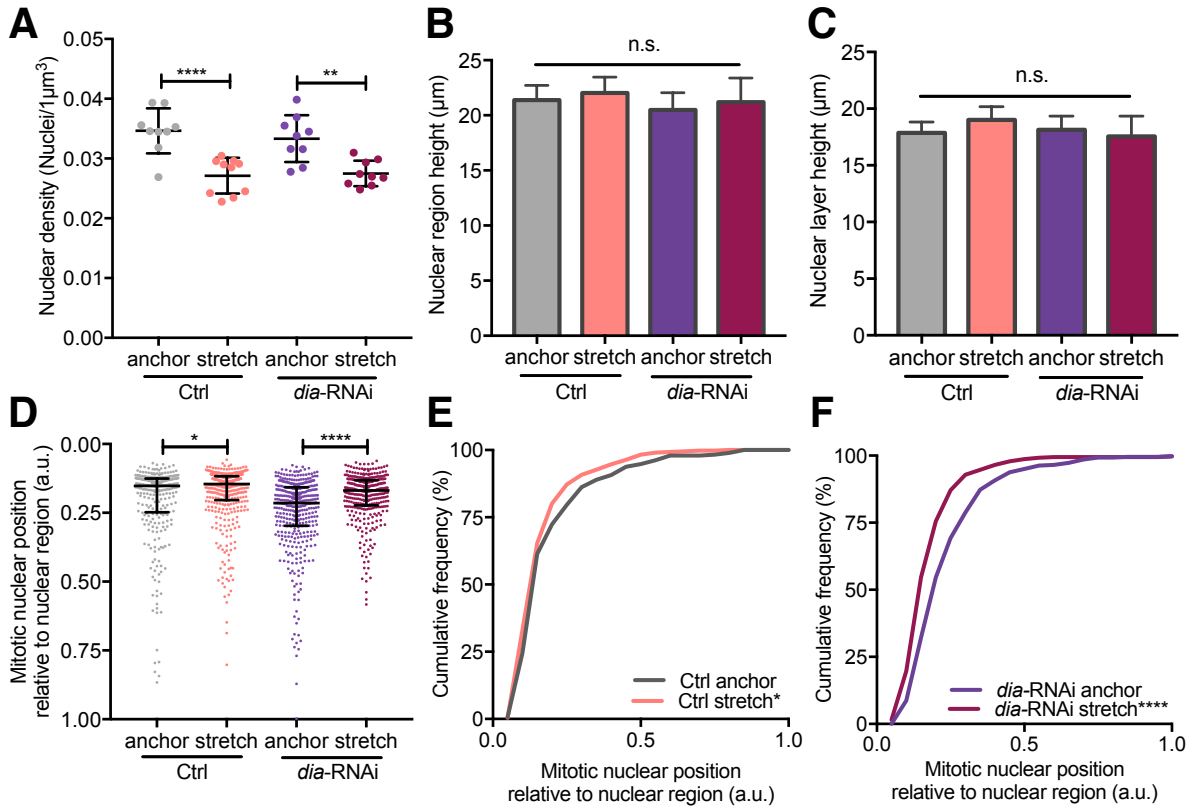 A
Nuclear density (Nuclei/1µm³)
0.05
0.04
0.03
0.02
0.01
0.00
****
**
anchor stretch
anchor stretch
Ctrl
dia-RNAi
B
Nuclear region height (µm)
25
20
15
10
5
0
n.s.
anchor stretch
anchor stretch
Ctrl
dia-RNAi
C
Nuclear layer height (µm)
25
20
15
10
5
0
n.s.
anchor stretch
anchor stretch
Ctrl
dia-RNAi
D
Mitotic nuclear position
relative to nuclear region (a.u.)
0.00
0.25
0.50
0.75
1.00
*
****
anchor stretch
anchor stretch
Ctrl
dia-RNAi
E
Cumulative frequency (%)
100
75
50
25
0
Ctrl anchor
Ctrl stretch*
0.0
0.5
1.0
Mitotic nuclear position
relative to nuclear region (a.u.)
F
Cumulative frequency (%)
100
75
50
25
0
dia-RNAi anchor
dia-RNAi stretch****
0.0
0.5
1.0
Mitotic nuclear position
relative to nuclear region (a.u.)